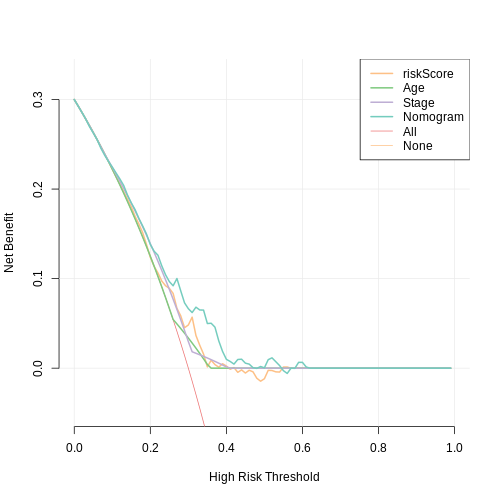 riskScore
Age
Stage
Nomogram
All
None
Net Benefit
0.3
0.2
0.1
0.0
0.0 0.2 0.4 0.6 0.8 1.0
High Risk Threshold